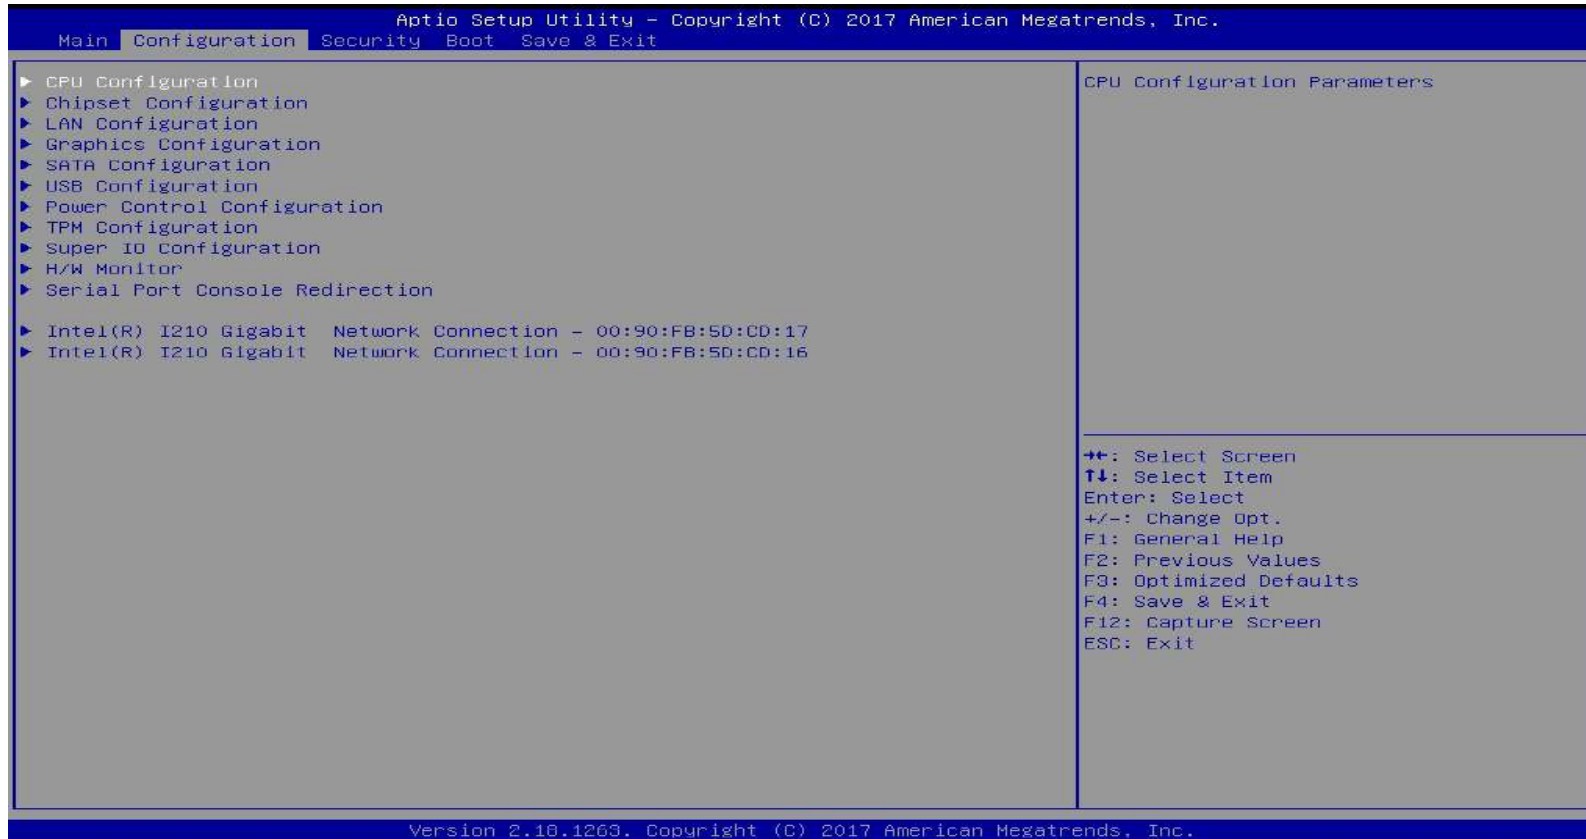 Aptio Setup Utility – Copyright (C) 2017 American Megatrends, Inc.
Main Configuration Security Boot Save & Exit
► CPU Configuration
► Chipset Configuration
► LAN Configuration
► Graphics Configuration
► SATA Configuration
► USB Configuration
► Power Control Configuration
► TPM Configuration
► Super IO Configuration
► H/W Monitor
► Serial Port Console Redirection
► Intel(R) I210 Gigabit  Network Connection – 00:90:FB:5D:CD:17
► Intel(R) I210 Gigabit  Network Connection – 00:90:FB:5D:CD:16
CPU Configuration Parameters
→←: Select Screen
↑↓: Select Item
Enter: Select
+/-: Change Opt.
F1: General Help
F2: Previous Values
F3: Optimized Defaults
F4: Save & Exit
F12: Capture Screen
ESC: Exit
Version 2.18.1263. Copyright (C) 2017 American Megatrends, Inc.